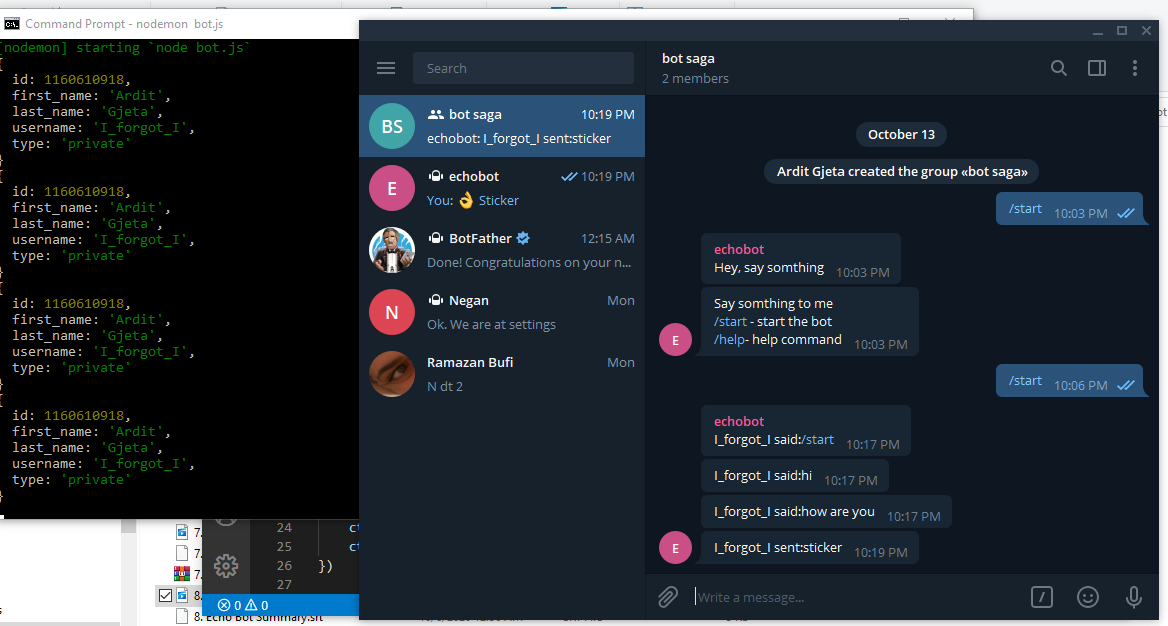 Command Prompt - nodemon bot.js
[nodemon] starting `node bot.js`
{
id: 1160610918,
first_name: 'Ardit',
last_name: 'Gjeta',
username: 'I_forgot_I',
type: 'private'
}
{
id: 1160610918,
first_name: 'Ardit',
last_name: 'Gjeta',
username: 'I_forgot_I',
type: 'private'
}
{
id: 1160610918,
first_name: 'Ardit',
last_name: 'Gjeta',
username: 'I_forgot_I',
type: 'private'
}
{
id: 1160610918,
first_name: 'Ardit',
last_name: 'Gjeta',
username: 'I_forgot_I',
type: 'private'
}
7.
7.
7.
8.
8. Echo Bot Summary.srt
24 ct
25 ct
26 })
27
0 0
Search
BS
bot saga 10:19 PM
echobot: I_forgot_I sent:sticker
E
echobot 10:19 PM
You: 👌 Sticker
BotFather 12:15 AM
Done! Congratulations on your n...
N
Negan Mon
Ok. We are at settings
Ramazan Bufi Mon
N dt 2
bot saga
2 members
October 13
Ardit Gjeta created the group «bot saga»
/start 10:03 PM
echobot
Hey, say somthing 10:03 PM
Say somthing to me
/start - start the bot
/help- help command 10:03 PM
E
/start 10:06 PM
echobot
I_forgot_I said:/start 10:17 PM
I_forgot_I said:hi 10:17 PM
I_forgot_I said:how are you 10:17 PM
I_forgot_I sent:sticker 10:19 PM
E
Write a message...